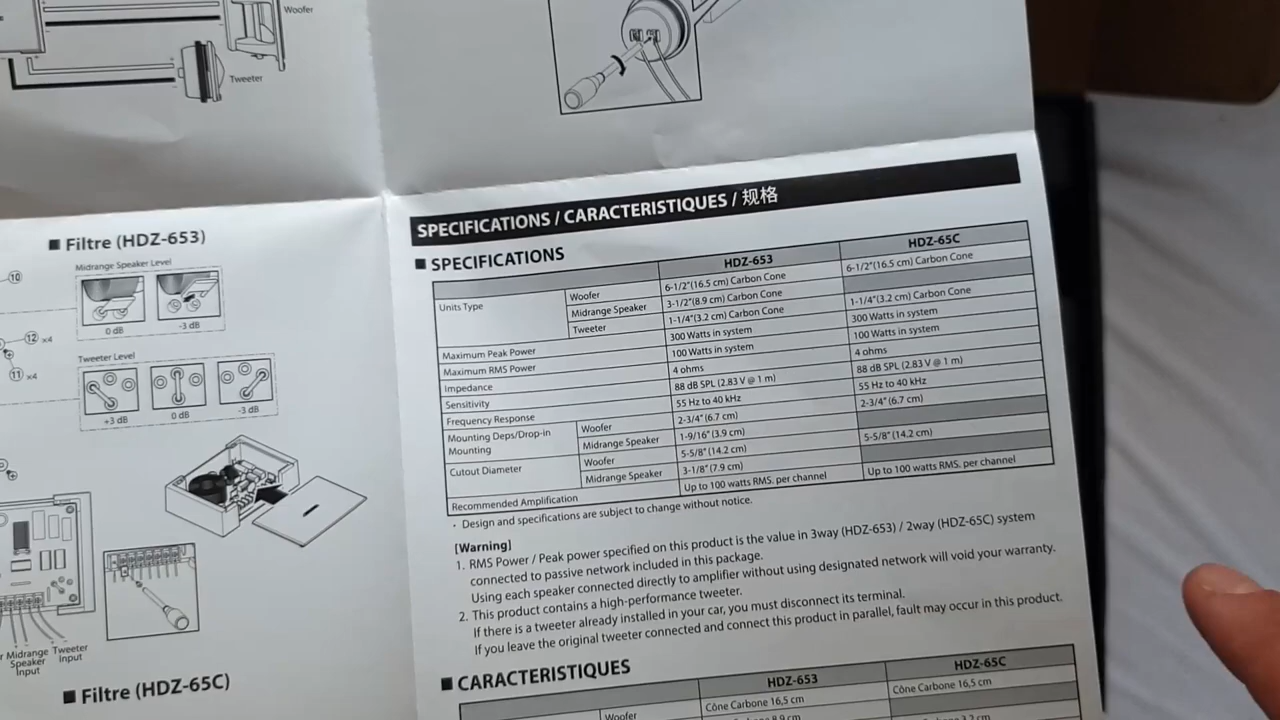 Woofer
Tweeter
■ Filtre (HDZ-653)
Midrange Speaker Level
0 dB
-3 dB
Tweeter Level
+3 dB
0 dB
-3 dB
10
12 x4
11 x4
Midrange Speaker Input
Tweeter Input
■ Filtre (HDZ-65C)
SPECIFICATIONS / CARACTERISTIQUES / 规格
■ SPECIFICATIONS
HDZ-653 HDZ-65C
Units Type Woofer 6-1/2"(16.5 cm) Carbon Cone 6-1/2"(16.5 cm) Carbon Cone
Midrange Speaker 3-1/2"(8.9 cm) Carbon Cone
Tweeter 1-1/4"(3.2 cm) Carbon Cone 1-1/4"(3.2 cm) Carbon Cone
Maximum Peak Power 300 Watts in system 300 Watts in system
Maximum RMS Power 100 Watts in system 100 Watts in system
Impedance 4 ohms 4 ohms
Sensitivity 88 dB SPL (2.83 V @ 1 m) 88 dB SPL (2.83 V @ 1 m)
Frequency Response 55 Hz to 40 kHz 55 Hz to 40 kHz
Mounting Deps/Drop-in Mounting Woofer 2-3/4" (6.7 cm) 2-3/4" (6.7 cm)
Midrange Speaker 1-9/16" (3.9 cm)
Cutout Diameter Woofer 5-5/8" (14.2 cm) 5-5/8" (14.2 cm)
Midrange Speaker 3-1/8" (7.9 cm)
Recommended Amplification Up to 100 watts RMS. per channel Up to 100 watts RMS. per channel
· Design and specifications are subject to change without notice.
[Warning]
1. RMS Power / Peak power specified on this product is the value in 3way (HDZ-653) / 2way (HDZ-65C) system
connected to passive network included in this package.
Using each speaker connected directly to amplifier without using designated network will void your warranty.
2. This product contains a high-performance tweeter.
If there is a tweeter already installed in your car, you must disconnect its terminal.
If you leave the original tweeter connected and connect this product in parallel, fault may occur in this product.
■ CARACTERISTIQUES
HDZ-653 HDZ-65C
Woofer Cône Carbone 16,5 cm Cône Carbone 16,5 cm